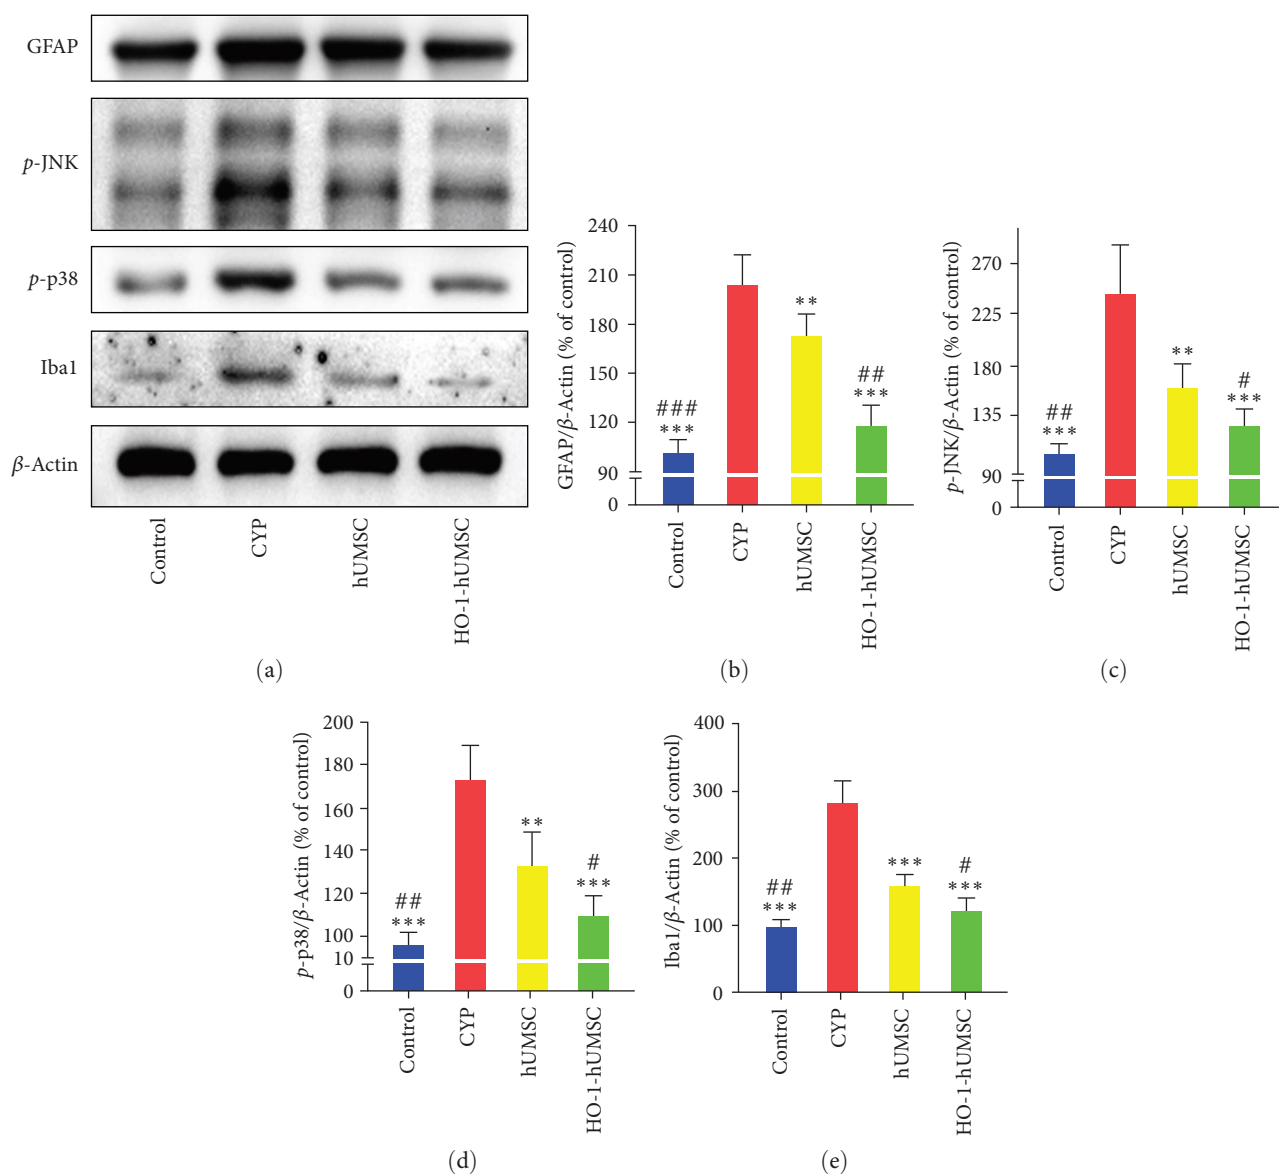 GFAP
p-JNK
p-p38
Iba1
β-Actin
Control
CYP
hUMSC
HO-1-hUMSC
(a)
GFAP/β-Actin (% of control)
240
210
180
150
120
90
0
###
***
**
##
***
Control
CYP
hUMSC
HO-1-hUMSC
(b)
p-JNK/β-Actin (% of control)
270
225
180
135
90
0
##
***
**
#
***
Control
CYP
hUMSC
HO-1-hUMSC
(c)
p-p38/β-Actin (% of control)
200
180
160
140
120
100
10
0
##
***
**
#
***
Control
CYP
hUMSC
HO-1-hUMSC
(d)
Iba1/β-Actin (% of control)
400
300
200
100
0
##
***
***
#
***
Control
CYP
hUMSC
HO-1-hUMSC
(e)